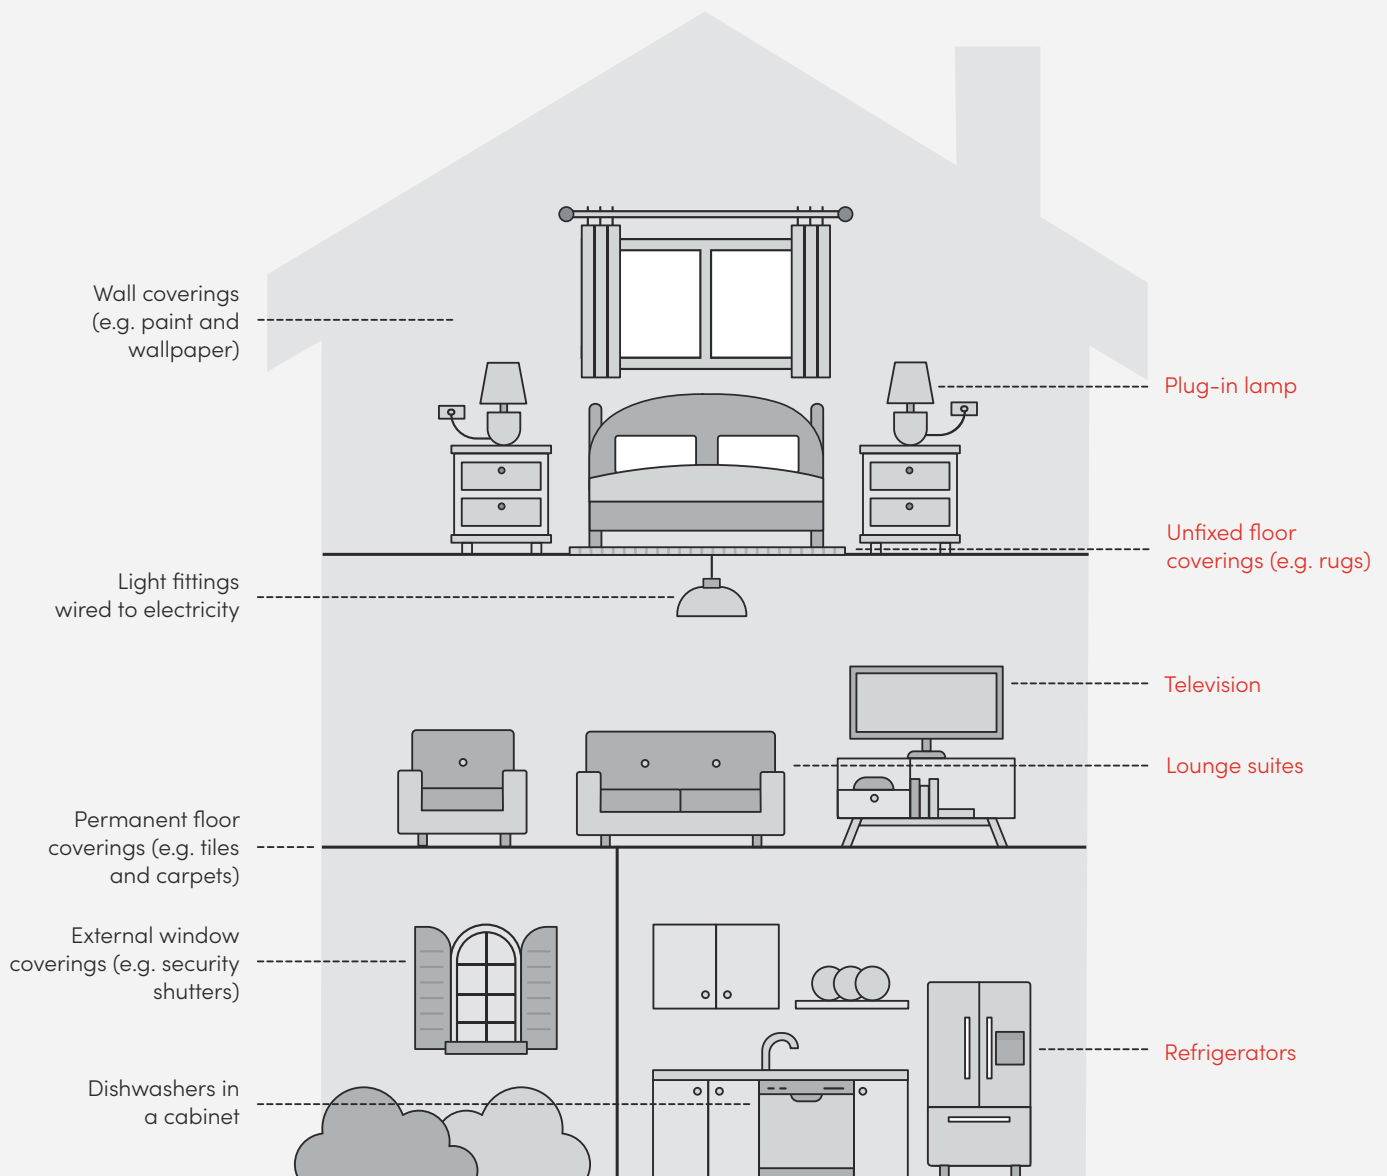 Wall coverings
(e.g. paint and
wallpaper)
Plug-in lamp
Unfixed floor
coverings (e.g. rugs)
Light fittings
wired to electricity
Television
Lounge suites
Permanent floor
coverings (e.g. tiles
and carpets)
External window
coverings (e.g. security
shutters)
Refrigerators
Dishwashers in
a cabinet